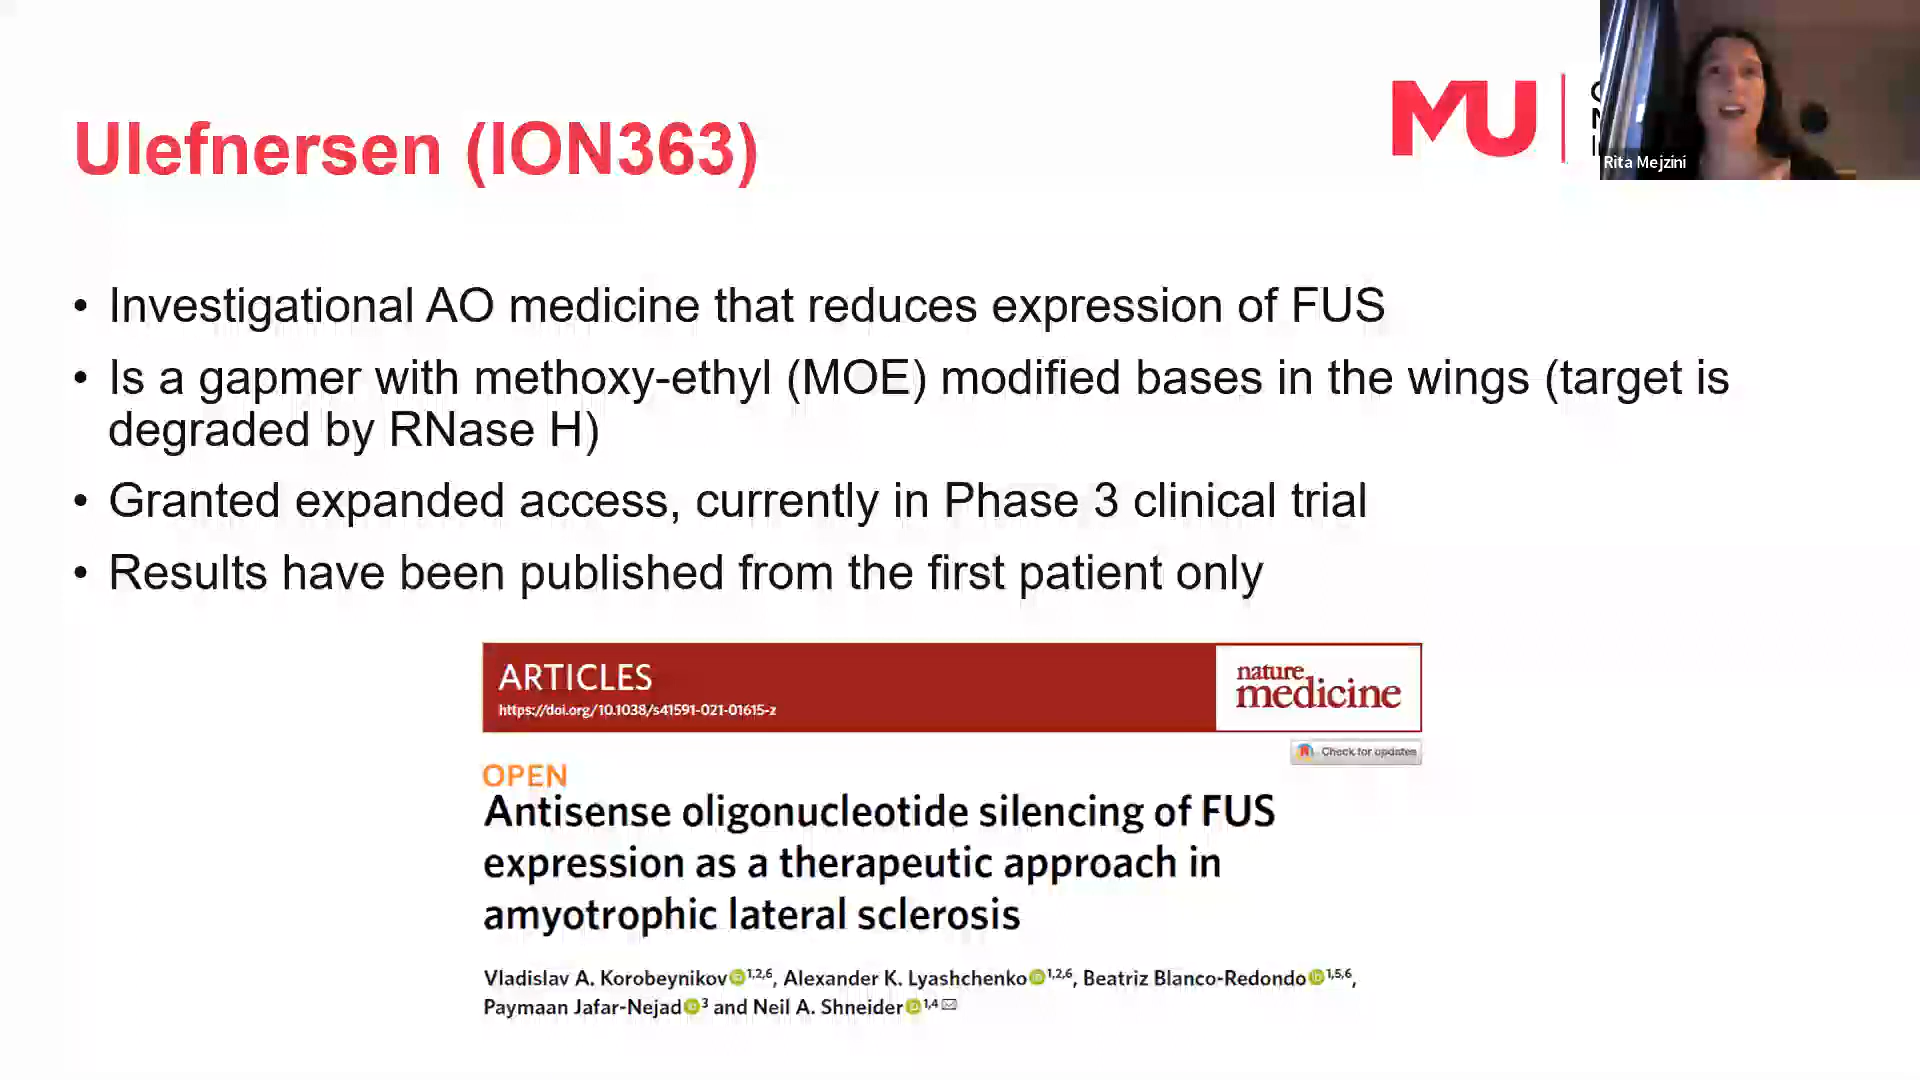 Ulefnersen (ION363)
MU
Rita Mejzini
• Investigational AO medicine that reduces expression of FUS
• Is a gapmer with methoxy-ethyl (MOE) modified bases in the wings (target is
degraded by RNase H)
• Granted expanded access, currently in Phase 3 clinical trial
• Results have been published from the first patient only
ARTICLES
https://doi.org/10.1038/s41591-021-01615-z
nature
medicine
Check for updates
OPEN
Antisense oligonucleotide silencing of FUS
expression as a therapeutic approach in
amyotrophic lateral sclerosis
Vladislav A. Korobeynikov 1,2,6, Alexander K. Lyashchenko 1,2,6, Beatriz Blanco-Redondo 1,5,6,
Paymaan Jafar-Nejad 3 and Neil A. Shneider 1,4